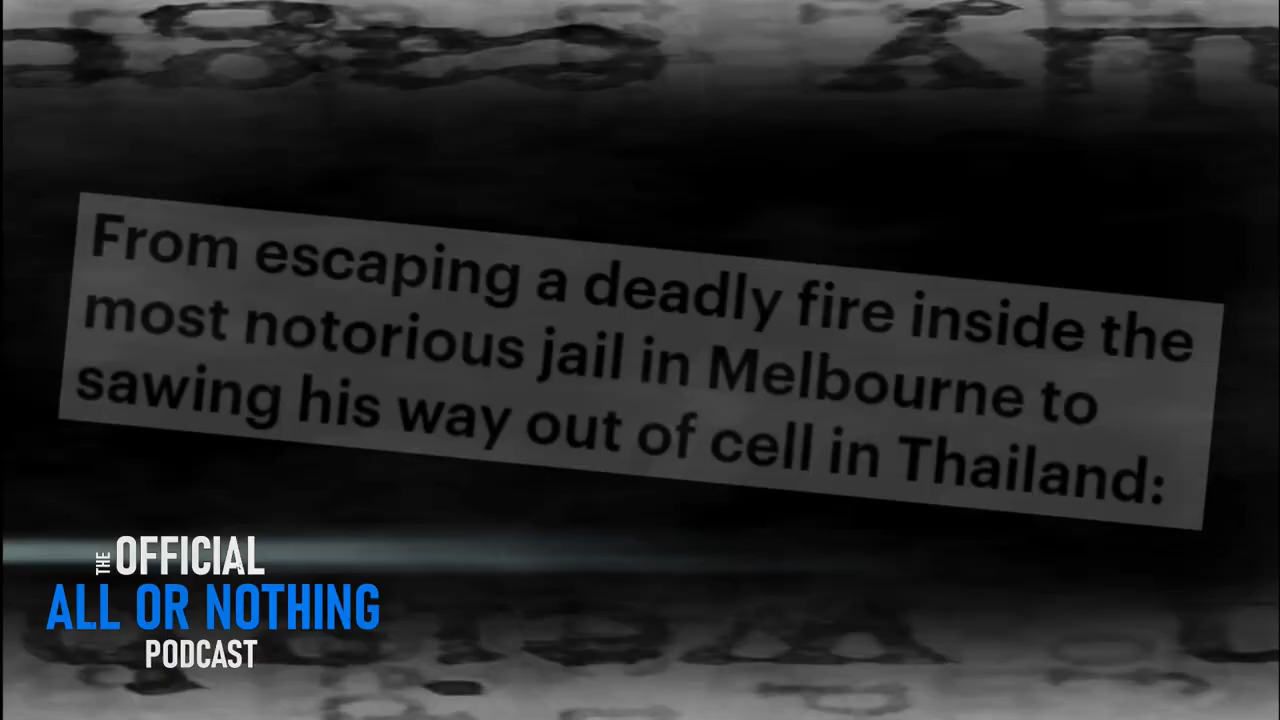 From escaping a deadly fire inside the
most notorious jail in Melbourne to
sawing his way out of cell in Thailand:
THE OFFICIAL
ALL OR NOTHING
PODCAST